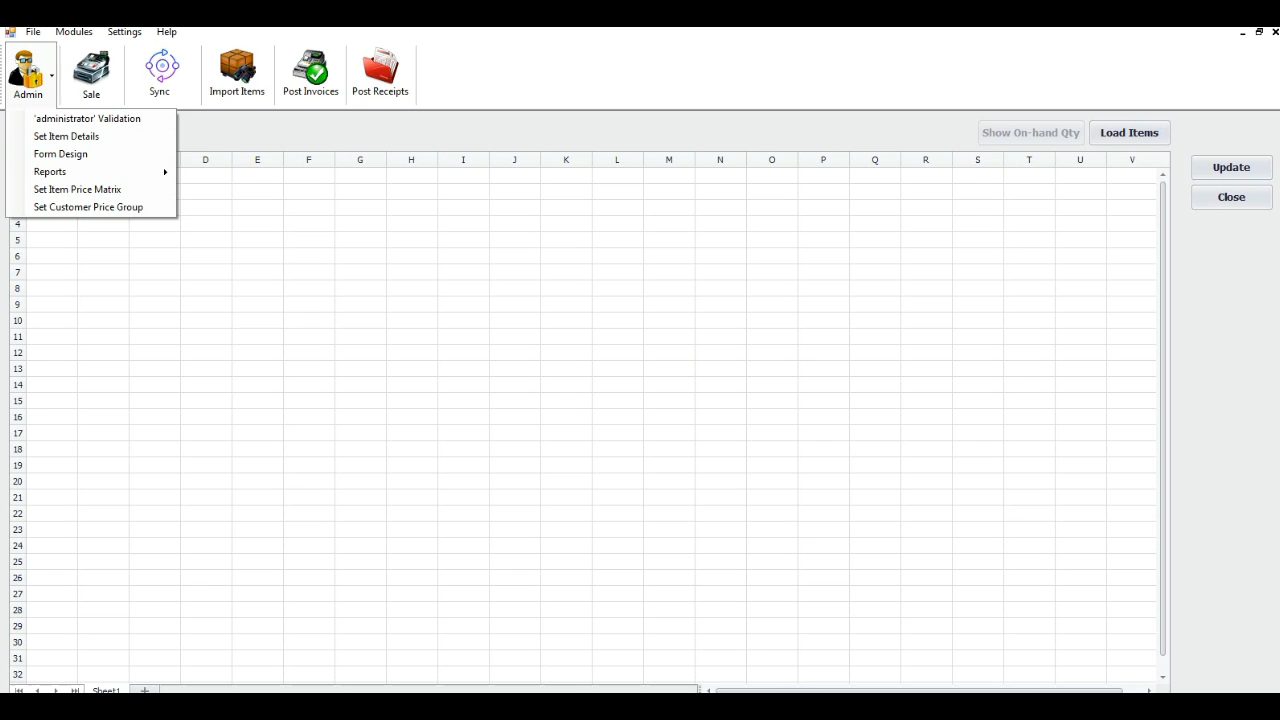 File Modules Settings Help
Admin Sale Sync Import Items Post Invoices Post Receipts
'administrator' Validation
Set Item Details
Form Design
Reports
Set Item Price Matrix
Set Customer Price Group
Show On-hand Qty Load Items
Update
Close
D E F G H I J K L M N O P Q R S T U V
4
5
6
7
8
9
10
11
12
13
14
15
16
17
18
19
20
21
22
23
24
25
26
27
28
29
30
31
32
Sheet1